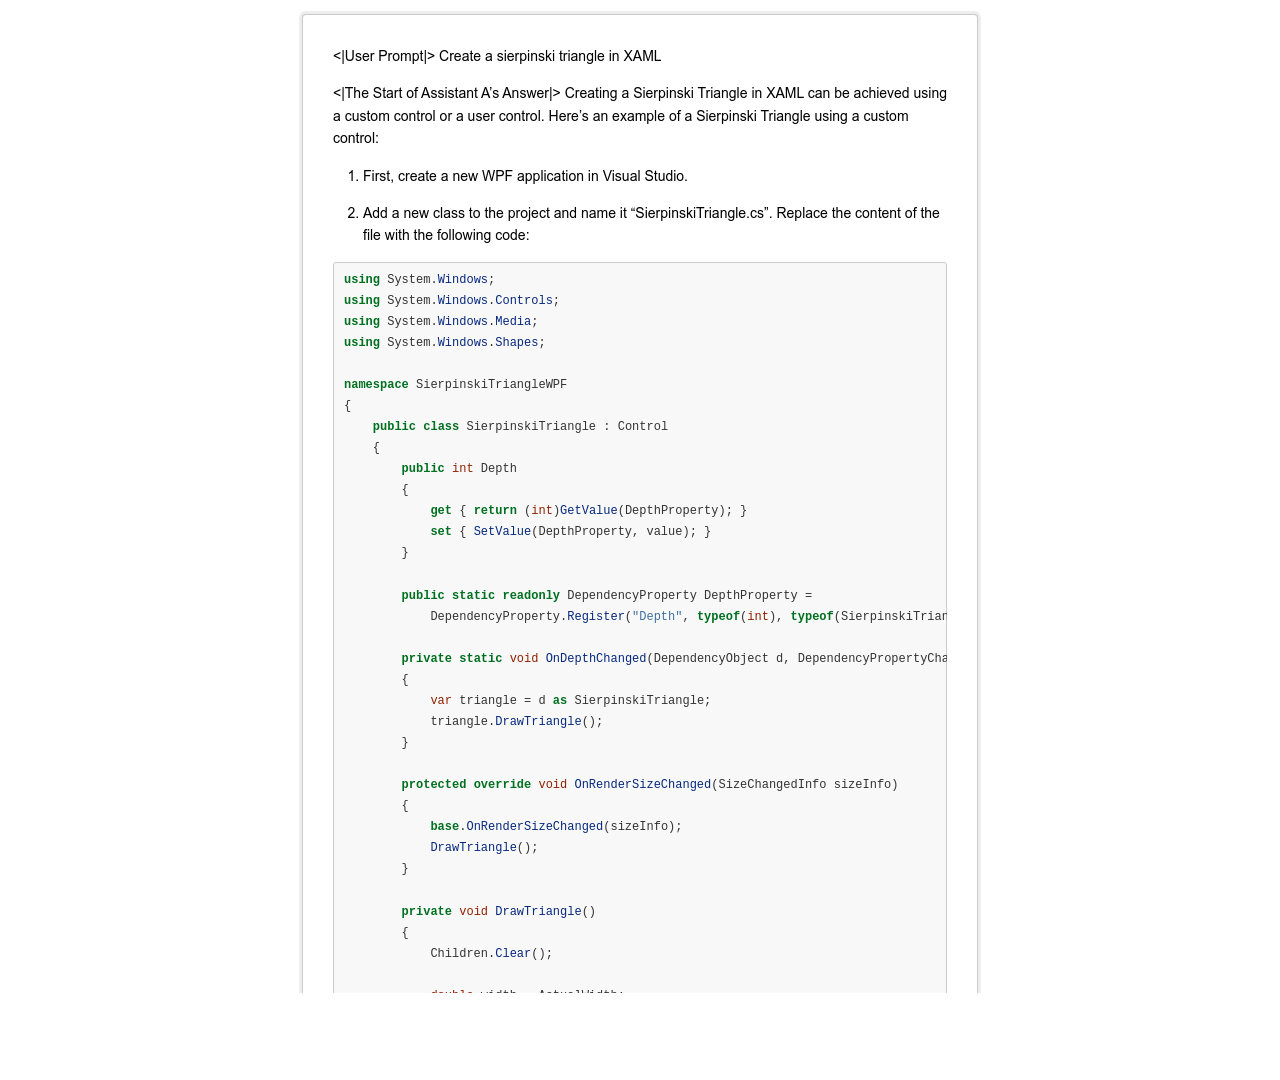 <|User Prompt|> Create a sierpinski triangle in XAML
<|The Start of Assistant A’s Answer|> Creating a Sierpinski Triangle in XAML can be achieved using
a custom control or a user control. Here’s an example of a Sierpinski Triangle using a custom
control:
1. First, create a new WPF application in Visual Studio.
2. Add a new class to the project and name it “SierpinskiTriangle.cs”. Replace the content of the
file with the following code:
using System.Windows;
using System.Windows.Controls;
using System.Windows.Media;
using System.Windows.Shapes;
namespace SierpinskiTriangleWPF
{
    public class SierpinskiTriangle : Control
    {
        public int Depth
        {
            get { return (int)GetValue(DepthProperty); }
            set { SetValue(DepthProperty, value); }
        }
        public static readonly DependencyProperty DepthProperty =
            DependencyProperty.Register("Depth", typeof(int), typeof(SierpinskiTrian
        private static void OnDepthChanged(DependencyObject d, DependencyPropertyCha
        {
            var triangle = d as SierpinskiTriangle;
            triangle.DrawTriangle();
        }
        protected override void OnRenderSizeChanged(SizeChangedInfo sizeInfo)
        {
            base.OnRenderSizeChanged(sizeInfo);
            DrawTriangle();
        }
        private void DrawTriangle()
        {
            Children.Clear();